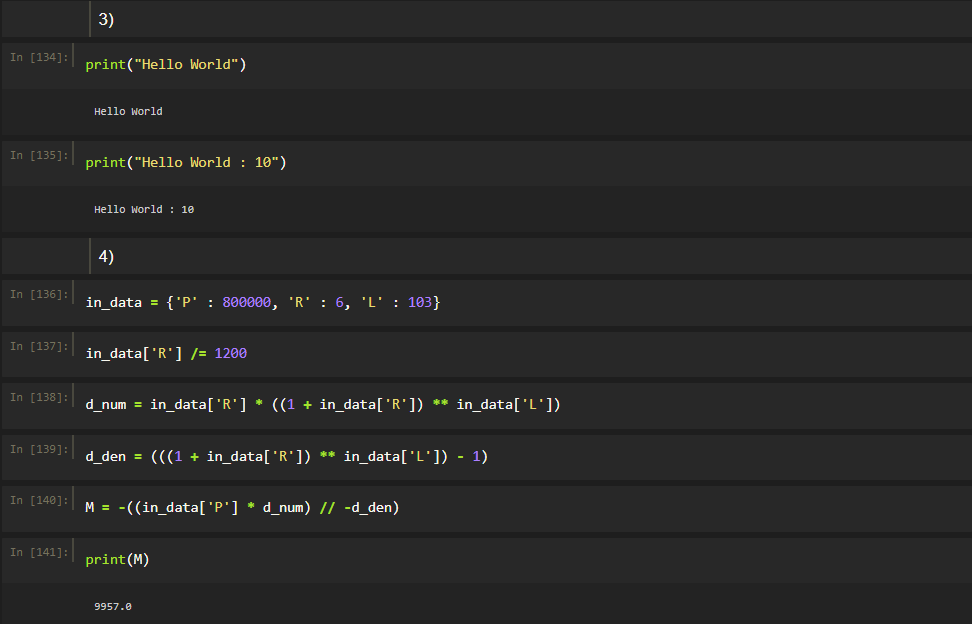 3)
In [134]: print("Hello World")
Hello World
In [135]: print("Hello World : 10")
Hello World : 10
4)
In [136]: in_data = {'P' : 800000, 'R' : 6, 'L' : 103}
In [137]: in_data['R'] /= 1200
In [138]: d_num = in_data['R'] * ((1 + in_data['R']) ** in_data['L'])
In [139]: d_den = (((1 + in_data['R']) ** in_data['L']) - 1)
In [140]: M = -((in_data['P'] * d_num) // -d_den)
In [141]: print(M)
9957.0